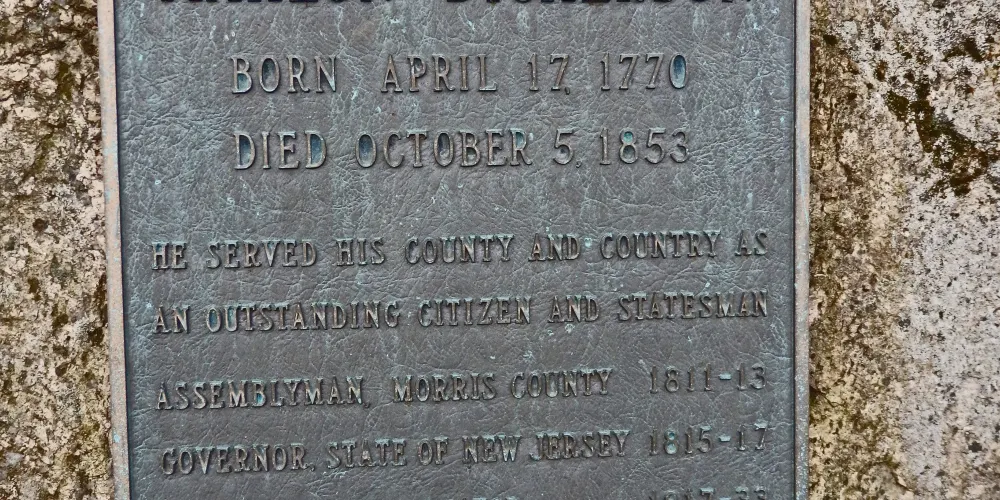 BORN APRIL 17, 1770
DIED OCTOBER 5, 1853
HE SERVED HIS COUNTY AND COUNTRY AS
AN OUTSTANDING CITIZEN AND STATESMAN
ASSEMBLYMAN, MORRIS COUNTY 1811-13
GOVERNOR, STATE OF NEW JERSEY 1815-17